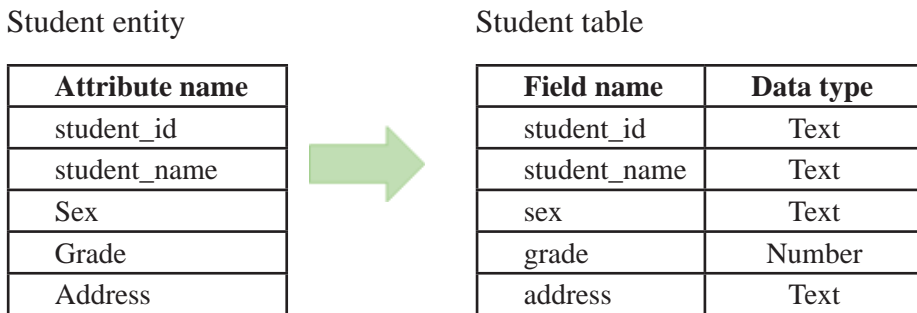 Student entity
Student table
Attribute name
student_id
student_name
Sex
Grade
Address
Field name Data type
student_id Text
student_name Text
sex Text
grade Number
address Text